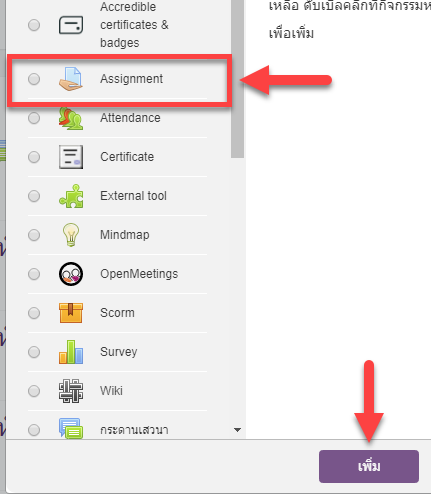 Accredible
certificates &
badges
เหลือ ดับเบิลคลิกที่กิจกรรม
เพื่อเพิ่ม
Assignment
Attendance
Certificate
External tool
Mindmap
OpenMeetings
Scorm
Survey
Wiki
กระดานเสวนา
เพิ่ม